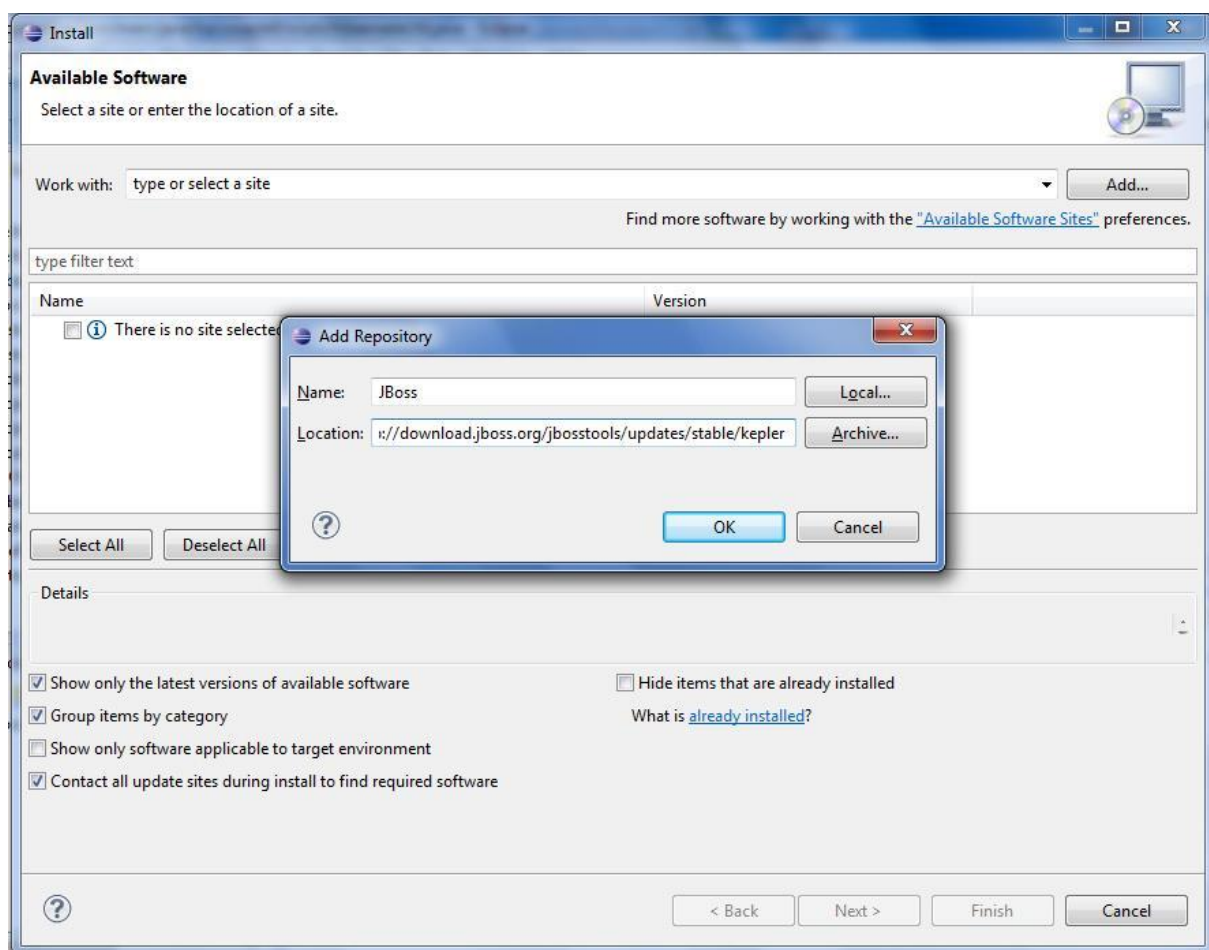 Install
Available Software
Select a site or enter the location of a site.
Work with: type or select a site Add...
Find more software by working with the "Available Software Sites" preferences.
type filter text
Name Version
There is no site selected
Add Repository
Name: JBoss Local...
Location: ://download.jboss.org/jbosstools/updates/stable/kepler Archive...
OK Cancel
Select All Deselect All
Details
Show only the latest versions of available software Hide items that are already installed
Group items by category What is already installed?
Show only software applicable to target environment
Contact all update sites during install to find required software
< Back Next > Finish Cancel